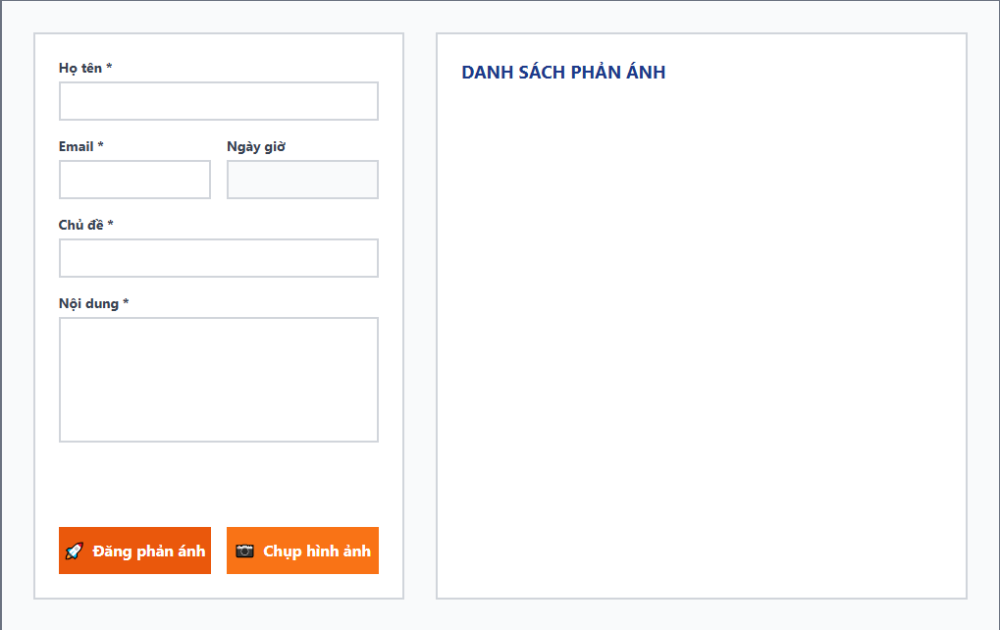 Họ tên *
Email *
Ngày giờ
Chủ đề *
Nội dung *
🚀 Đăng phản ánh
📷 Chụp hình ảnh
DANH SÁCH PHẢN ÁNH